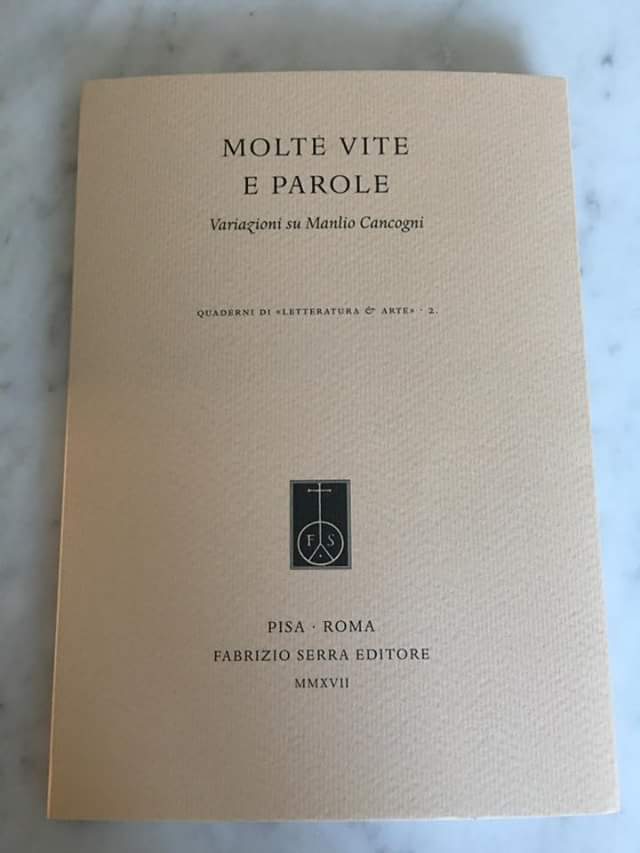 MOLTE VITE
E PAROLE
Variazioni su Manlio Cancogni
QUADERNI DI «LETTERATURA & ARTE» · 2.
F S
PISA · ROMA
FABRIZIO SERRA EDITORE
MMXVII